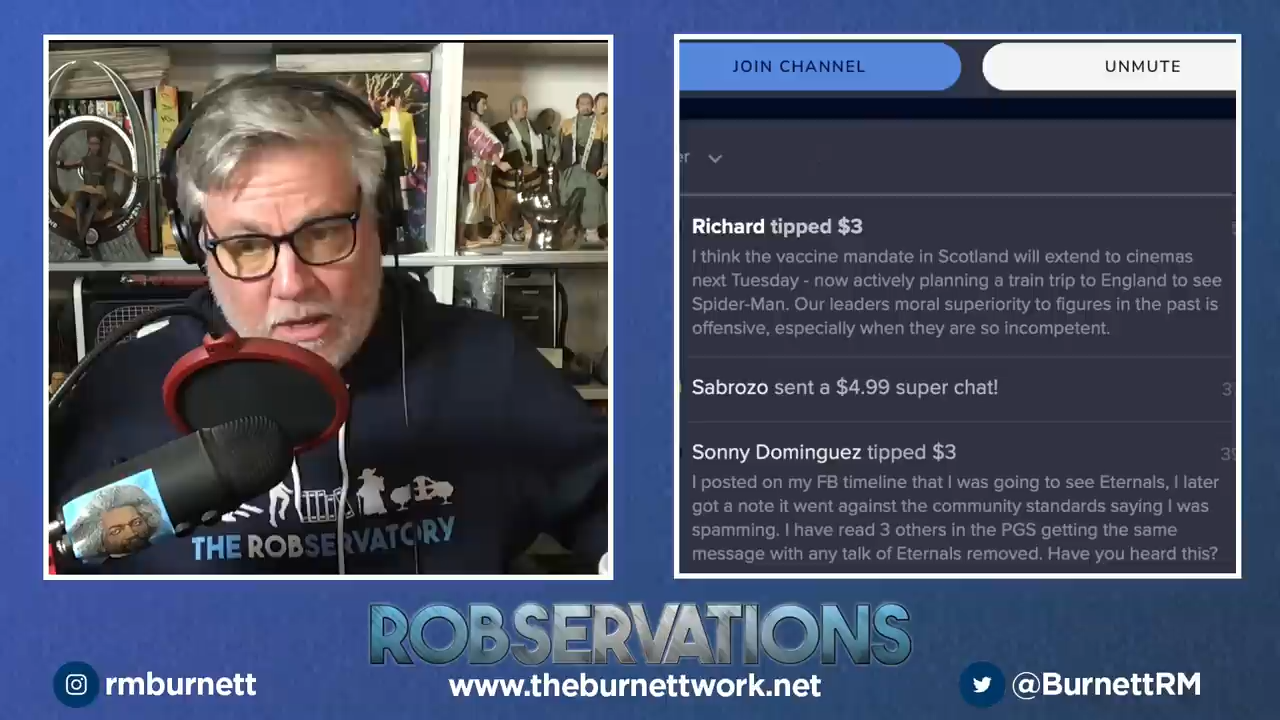 JOIN CHANNEL
UNMUTE
er
Richard tipped $3
I think the vaccine mandate in Scotland will extend to cinemas
next Tuesday - now actively planning a train trip to England to see
Spider-Man. Our leaders moral superiority to figures in the past is
offensive, especially when they are so incompetent.
Sabrozo sent a $4.99 super chat!
Sonny Dominguez tipped $3
I posted on my FB timeline that I was going to see Eternals, I later
got a note it went against the community standards saying I was
spamming. I have read 3 others in the PGS getting the same
message with any talk of Eternals removed. Have you heard this?
THE ROBSERVATORY
ROBSERVATIONS
rmburnett
www.theburnettwork.net
@BurnettRM